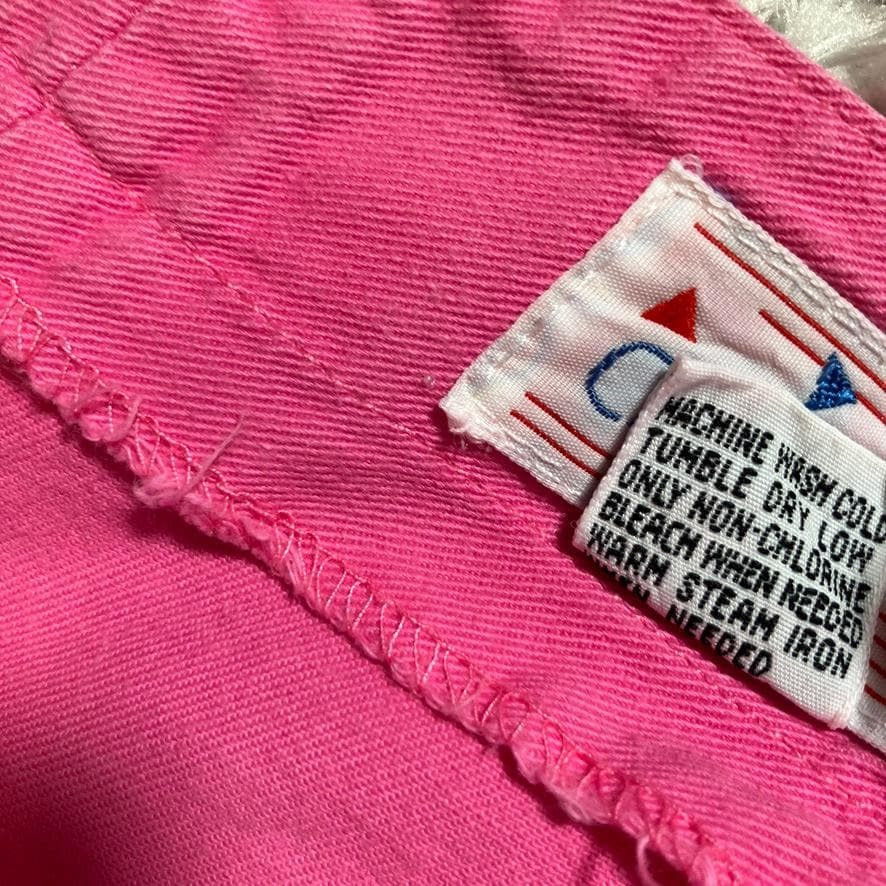 C
MACHINE WASH COLD
TUMBLE DRY LOW
ONLY NON-CHLORINE
BLEACH WHEN NEEDED
WARM STEAM IRON
NEEDED